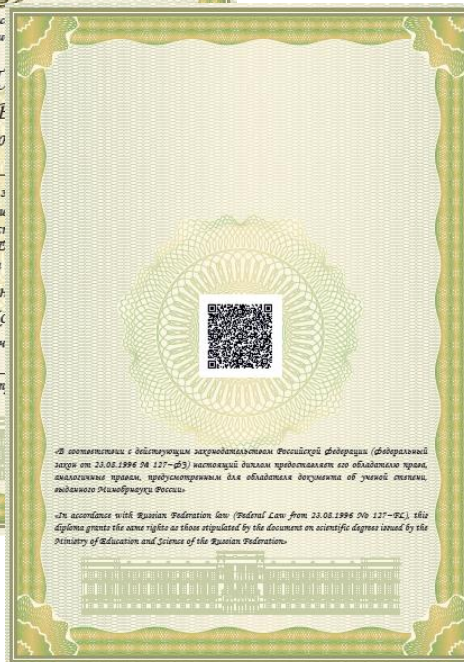 «В соответствии с действующим законодательством Российской Федерации (Федеральный
закон от 23.08.1996 № 127–ФЗ) настоящий диплом предоставляет его обладателю права,
аналогичные правам, предусмотренным для обладателя документа об ученой степени,
выданного Минобрнауки России»
«In accordance with Russian Federation law (Federal Law from 23.08.1996 No 127–FL), this
diploma grants the same rights as those stipulated by the document on scientific degrees issued by the
Ministry of Education and Science of the Russian Federation»